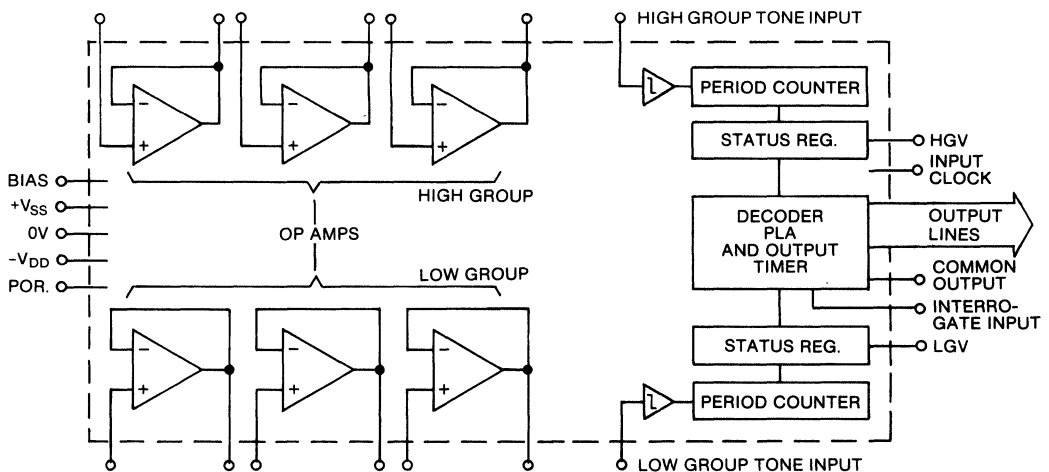 HIGH GROUP TONE INPUT
PERIOD COUNTER
STATUS REG.
HGV
INPUT
CLOCK
BIAS
+VSS
0V
-VDD
POR.
-
+
-
+
-
+
HIGH GROUP
OP AMPS
LOW GROUP
DECODER
PLA
AND OUTPUT
TIMER
OUTPUT
LINES
COMMON
OUTPUT
INTERRO-
GATE INPUT
STATUS REG.
LGV
PERIOD COUNTER
-
+
-
+
-
+
LOW GROUP TONE INPUT